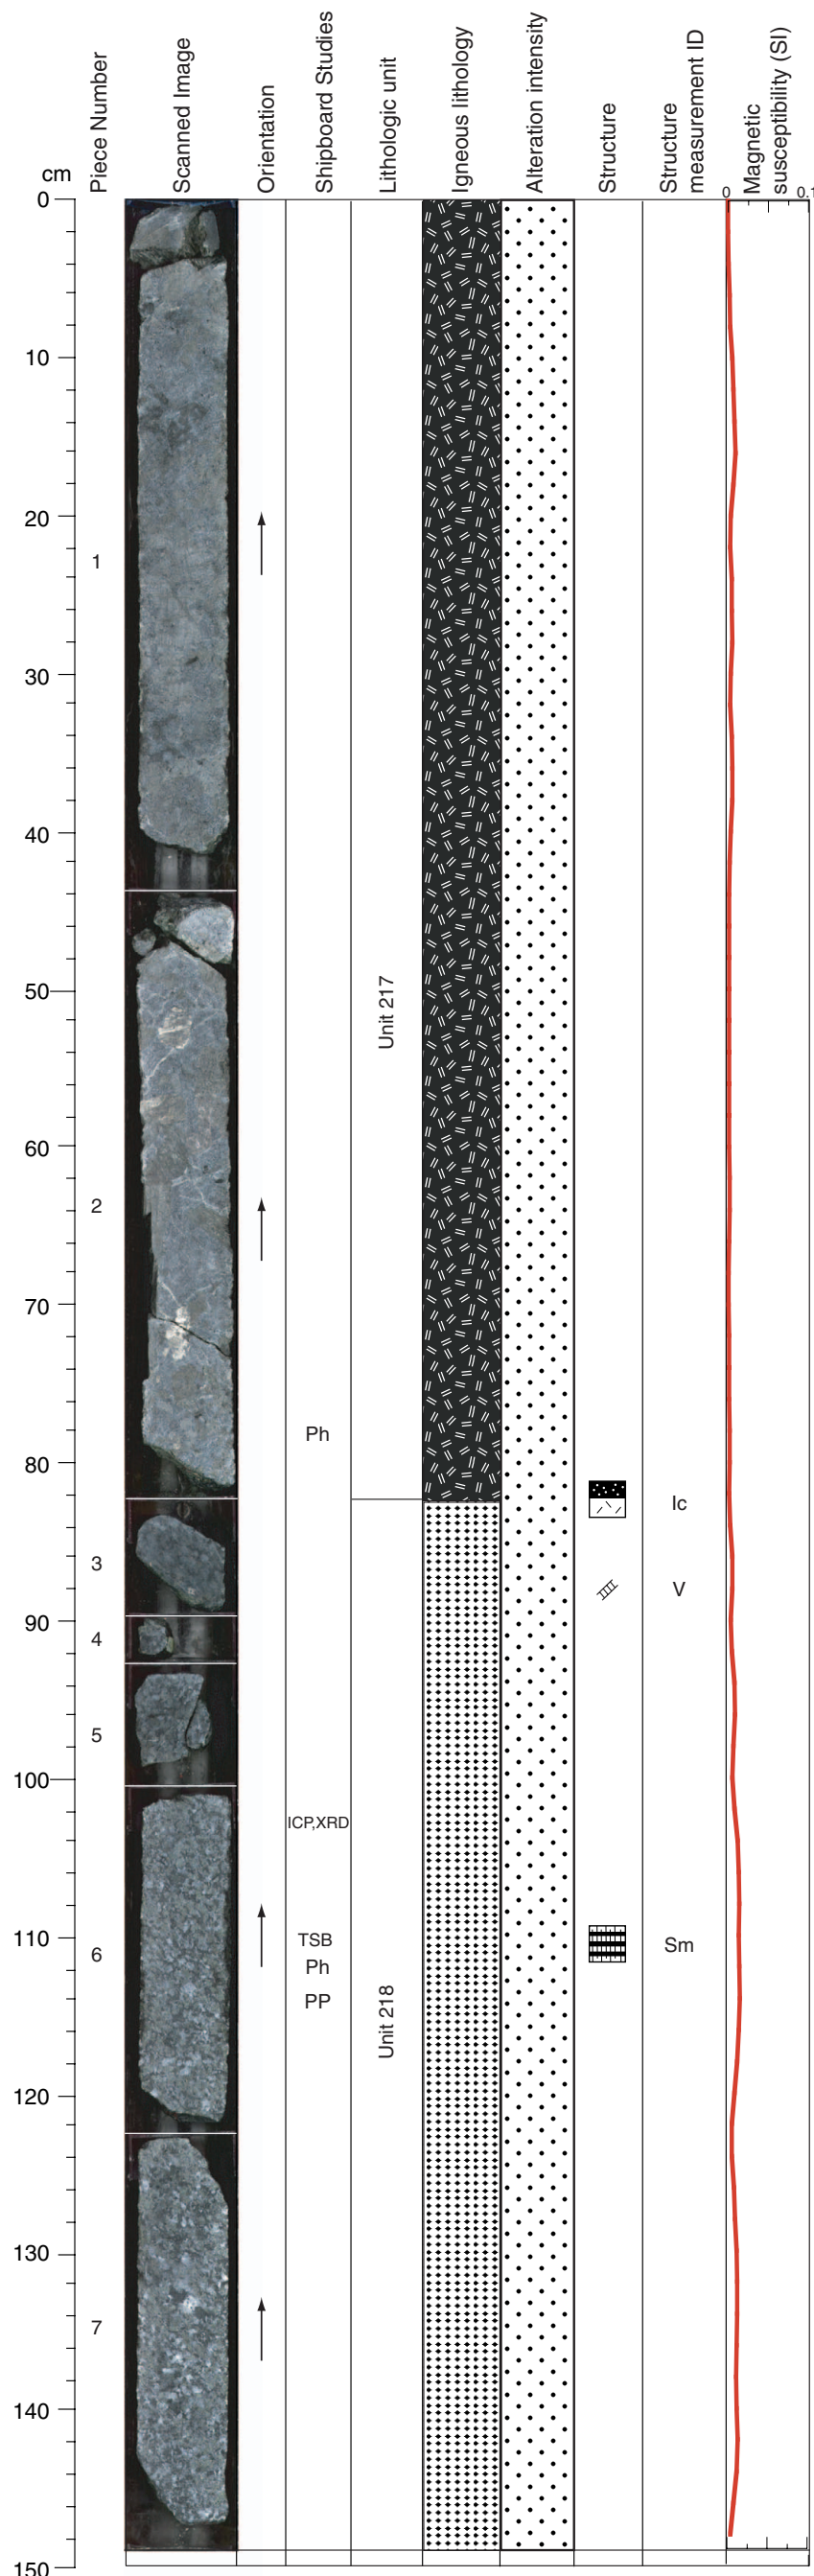 cm
Piece Number
Scanned Image
Orientation
Shipboard Studies
Lithologic unit
Igneous lithology
Alteration intensity
Structure
Structure
measurement ID
Magnetic
susceptibility (SI)
0 0.1
0
10
20
1
30
40
50
Unit 217
60
2
70
Ph
80
Ic
3
V
90
4
5
100
ICP,XRD
110
TSB
Sm
6
Ph
PP
Unit 218
120
130
7
140
150